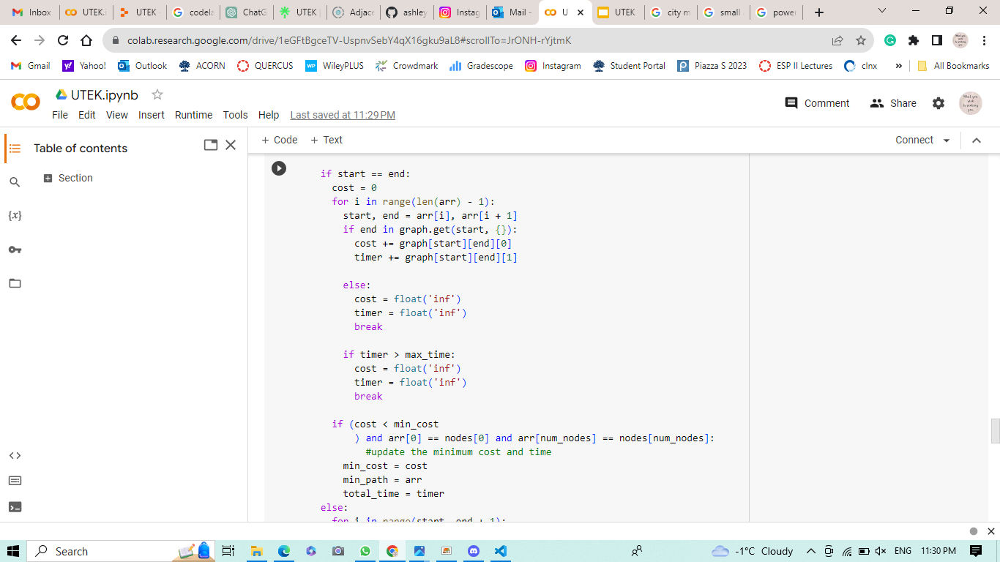 Inbox UTEK.i UTEK codela ChatG UTEK Adjace ashley Instag Mail - U UTEK city m small power
colab.research.google.com/drive/1eGFtBgceTV-UspnvSebY4qX16gku9aL8#scrollTo=JrONH-rYjtmK
Gmail Yahoo! Outlook ACORN QUERCUS WileyPLUS Crowdmark Gradescope Instagram Student Portal Piazza S 2023 ESP II Lectures clnx » All Bookmarks
UTEK.ipynb
Comment Share
File Edit View Insert Runtime Tools Help Last saved at 11:29 PM
Table of contents
+ Code + Text Connect
Section
{x}
if start == end:
cost = 0
for i in range(len(arr) - 1):
start, end = arr[i], arr[i + 1]
if end in graph.get(start, {}):
cost += graph[start][end][0]
timer += graph[start][end][1]
else:
cost = float('inf')
timer = float('inf')
break
if timer > max_time:
cost = float('inf')
timer = float('inf')
break
if (cost < min_cost
) and arr[0] == nodes[0] and arr[num_nodes] == nodes[num_nodes]:
#update the minimum cost and time
min_cost = cost
min_path = arr
total_time = timer
else:
for i in range(start, end + 1):
Search -1°C Cloudy ENG 11:30 PM